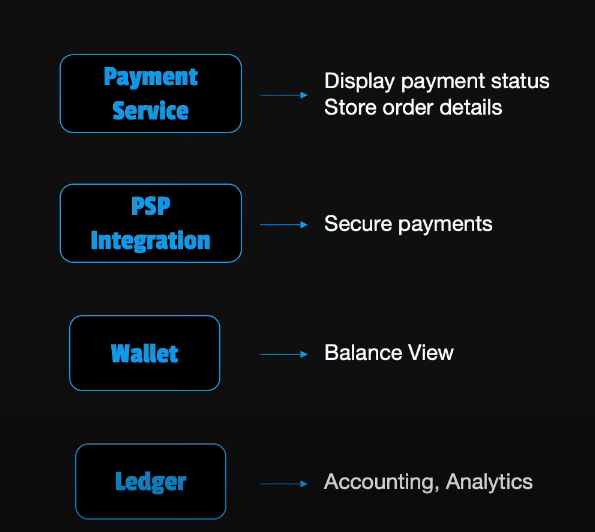 Payment
Service
Display payment status
Store order details
PSP
Integration
Secure payments
Wallet
Balance View
Ledger
Accounting, Analytics